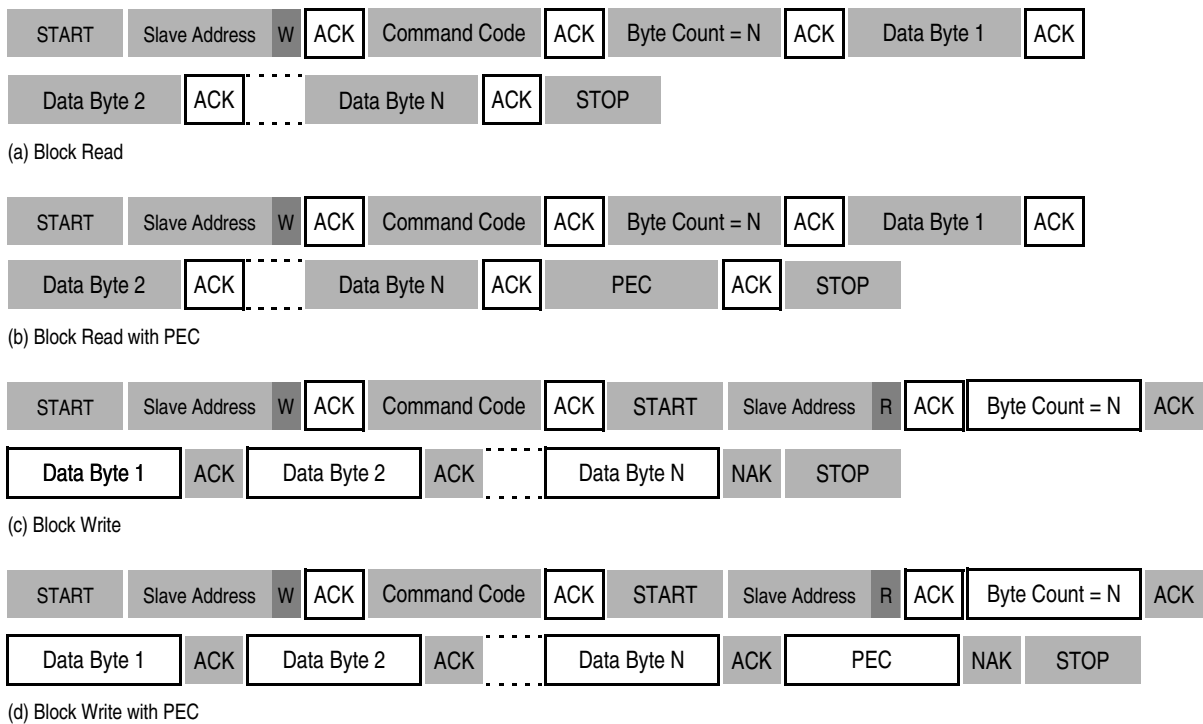 START Slave Address W ACK Command Code ACK Byte Count = N ACK Data Byte 1 ACK
Data Byte 2 ACK Data Byte N ACK STOP
(a) Block Read
START Slave Address W ACK Command Code ACK Byte Count = N ACK Data Byte 1 ACK
Data Byte 2 ACK Data Byte N ACK PEC ACK STOP
(b) Block Read with PEC
START Slave Address W ACK Command Code ACK START Slave Address R ACK Byte Count = N ACK
Data Byte 1 ACK Data Byte 2 ACK Data Byte N NAK STOP
(c) Block Write
START Slave Address W ACK Command Code ACK START Slave Address R ACK Byte Count = N ACK
Data Byte 1 ACK Data Byte 2 ACK Data Byte N ACK PEC NAK STOP
(d) Block Write with PEC